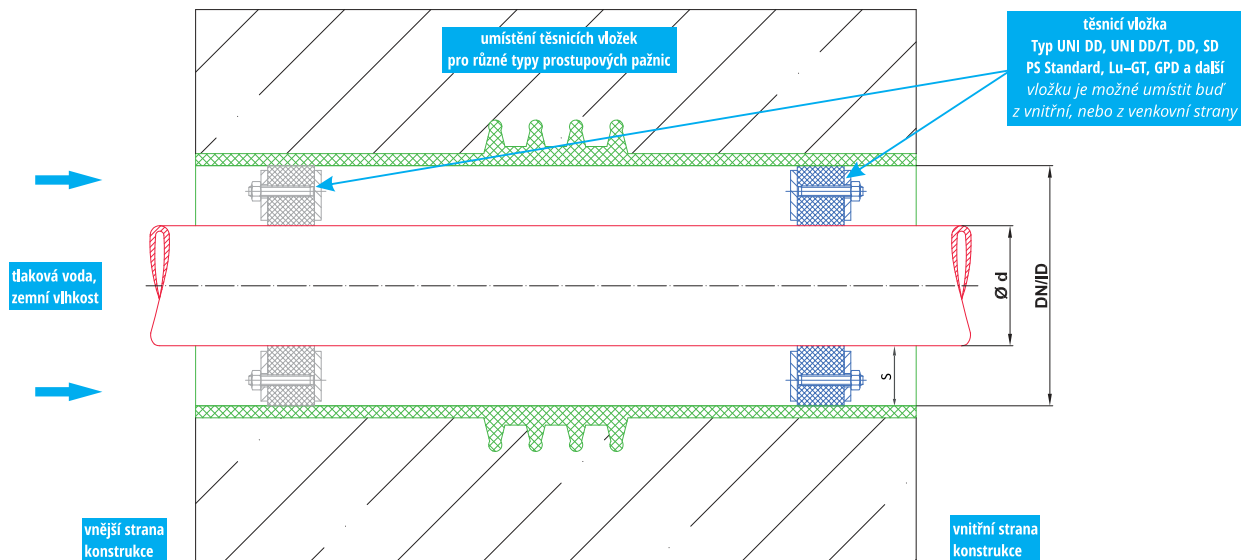 umístění těsnicích vložek
pro různé typy prostupových pažnic
těsnicí vložka
Typ UNI DD, UNI DD/T, DD, SD
PS Standard, Lu–GT, GPD a další
vložku je možné umístit buď
z vnitřní, nebo z venkovní strany
tlaková voda,
zemní vlhkost
Ø d
DN/ID
s
vnější strana
konstrukce
vnitřní strana
konstrukce